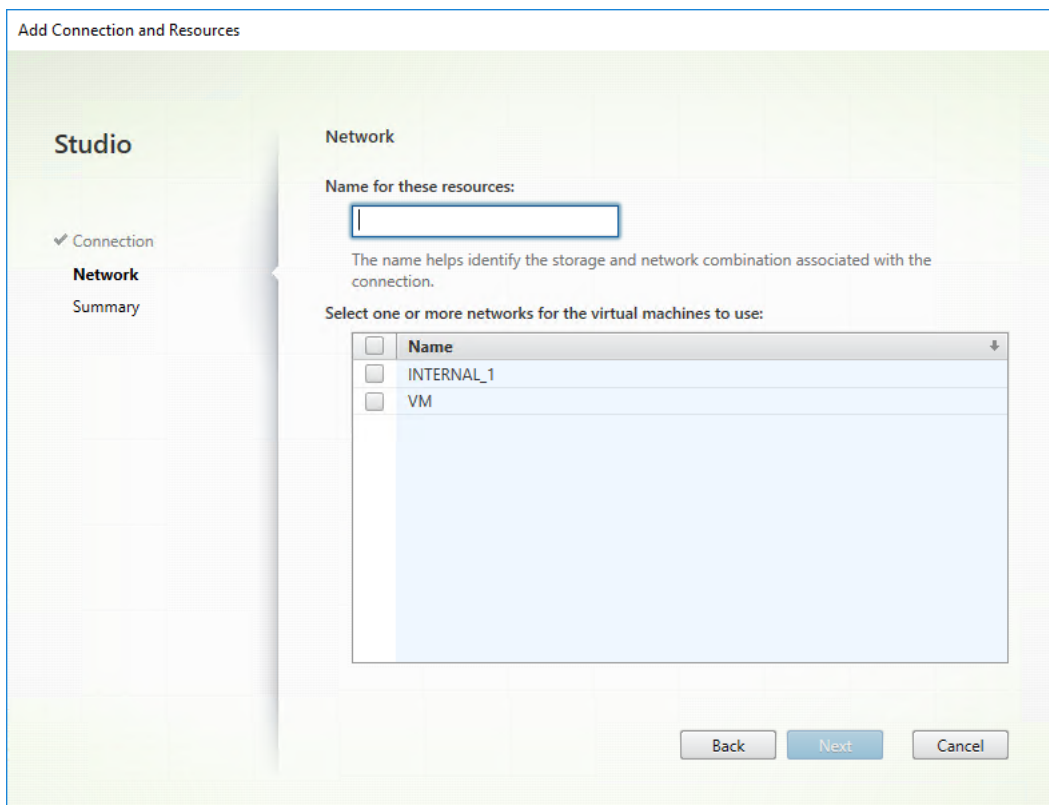 Add Connection and Resources
Studio
Connection
Network
Summary
Network
Name for these resources:
The name helps identify the storage and network combination associated with the
connection.
Select one or more networks for the virtual machines to use:
Name
INTERNAL_1
VM
Back
Next
Cancel